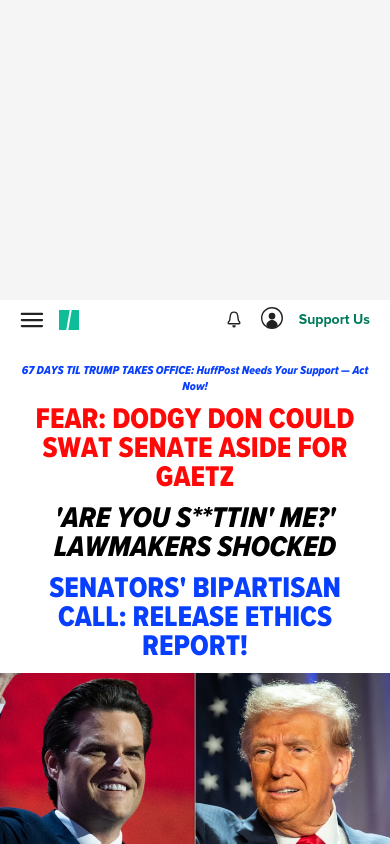 Support Us
67 DAYS TIL TRUMP TAKES OFFICE: HuffPost Needs Your Support — Act
Now!
FEAR: DODGY DON COULD
SWAT SENATE ASIDE FOR
GAETZ
'ARE YOU S**TTIN' ME?'
LAWMAKERS SHOCKED
SENATORS' BIPARTISAN
CALL: RELEASE ETHICS
REPORT!